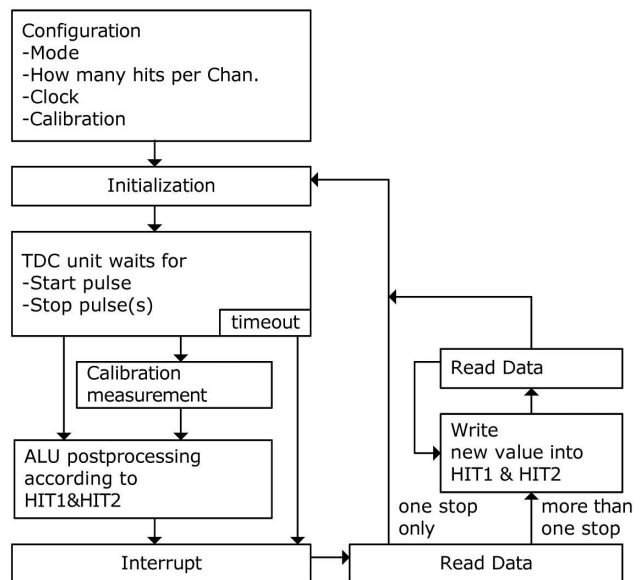 Configuration
-Mode
-How many hits per Chan.
-Clock
-Calibration
Initialization
TDC unit waits for
-Start pulse
-Stop pulse(s)
timeout
Calibration
measurement
ALU postprocessing
according to
HIT1&HIT2
Interrupt
Read Data
Write
new value into
HIT1 & HIT2
one stop
only
more than
one stop
Read Data